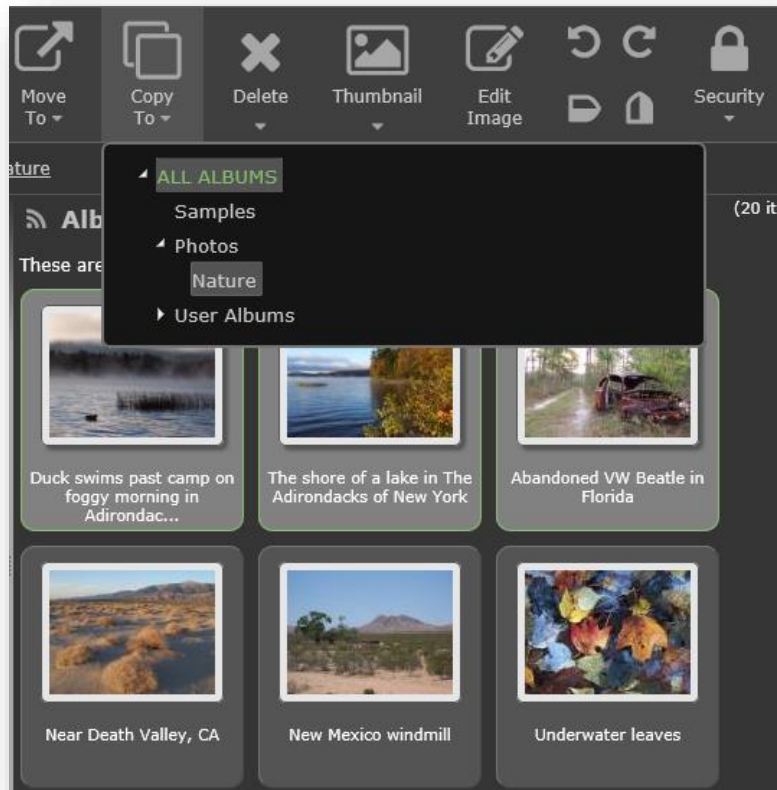 Move
To
Copy
To
Delete
Thumbnail
Edit
Image
Security
ature
ALL ALBUMS
Samples
Photos
Nature
User Albums
Alb
(20 it
These are
Duck swims past camp on
foggy morning in
Adirondac...
The shore of a lake in The
Adirondacks of New York
Abandoned VW Beatle in
Florida
Near Death Valley, CA
New Mexico windmill
Underwater leaves